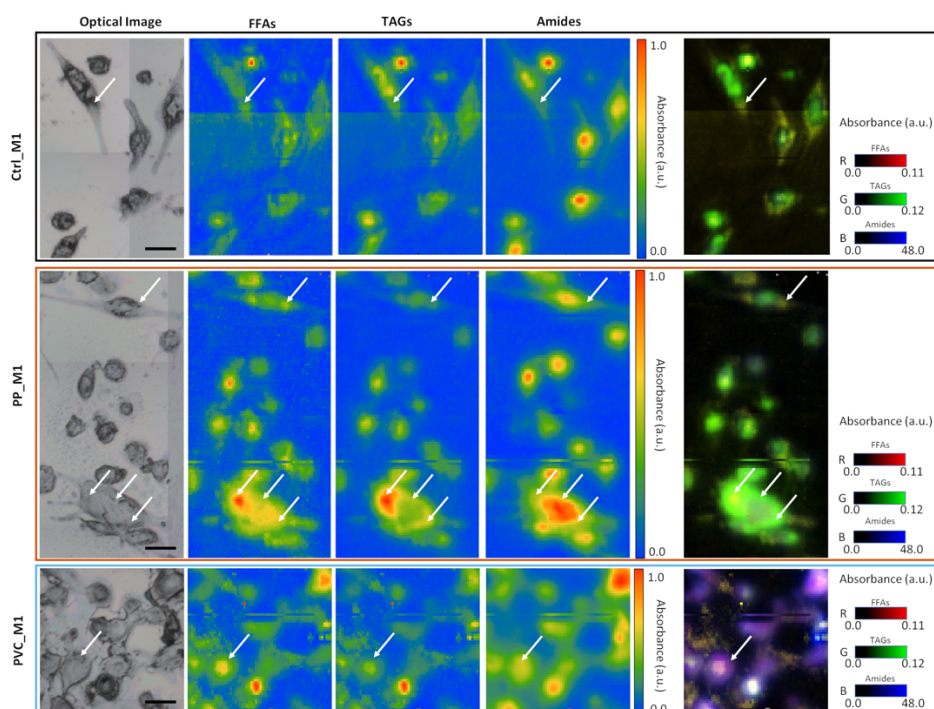 Optical Image FFAs TAGs Amides
Ctrl_M1
1.0
Absorbance (a.u.)
0.0
Absorbance (a.u.)
FFAs
R
0.0 0.11
TAGs
G
0.0 0.12
Amides
B
0.0 48.0
PP_M1
1.0
Absorbance (a.u.)
0.0
Absorbance (a.u.)
FFAs
R
0.0 0.11
TAGs
G
0.0 0.12
Amides
B
0.0 48.0
PVC_M1
1.0
Absorbance (a.u.)
0.0
Absorbance (a.u.)
FFAs
R
0.0 0.11
TAGs
G
0.0 0.12
Amides
B
0.0 48.0